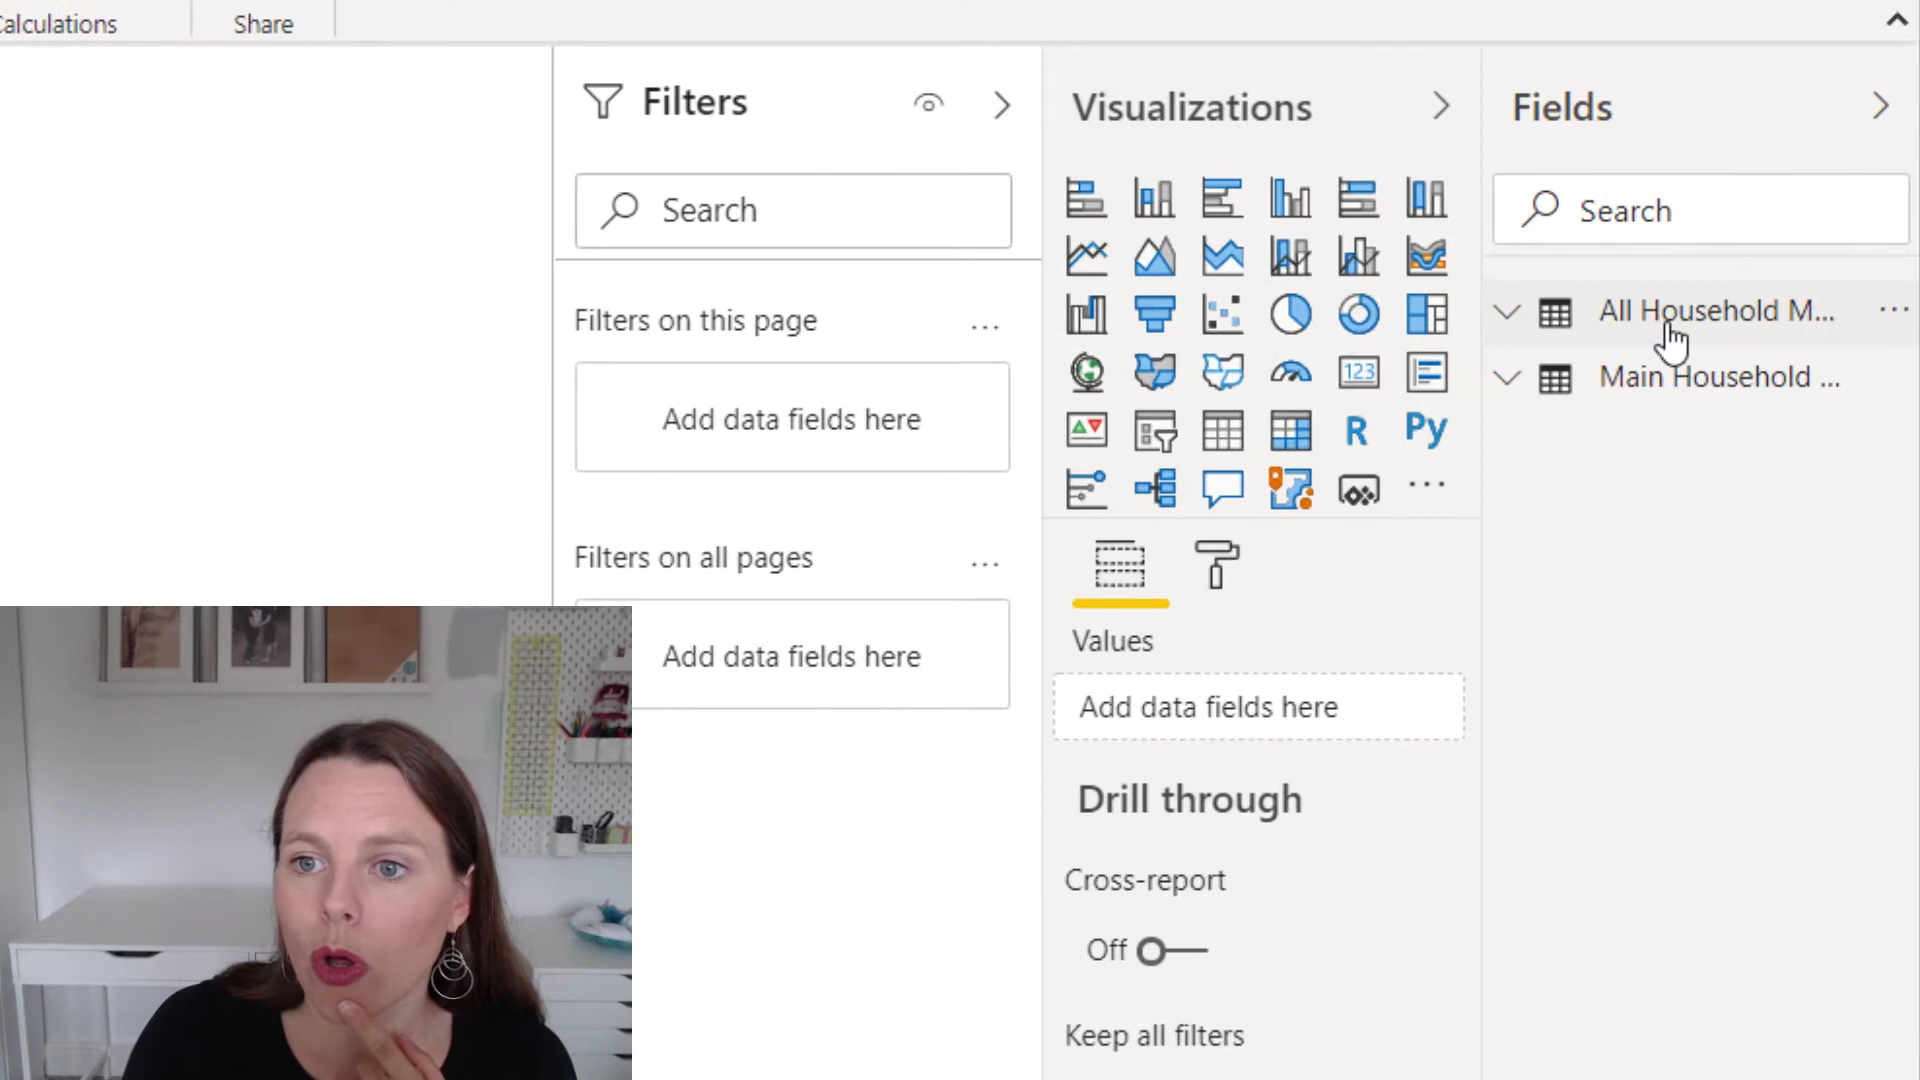 alculations
Share
Filters
Search
Filters on this page
Add data fields here
Filters on all pages
Add data fields here
Visualizations
123
R
Py
Values
Add data fields here
Drill through
Cross-report
Off
Keep all filters
Fields
Search
All Household M...
Main Household ...